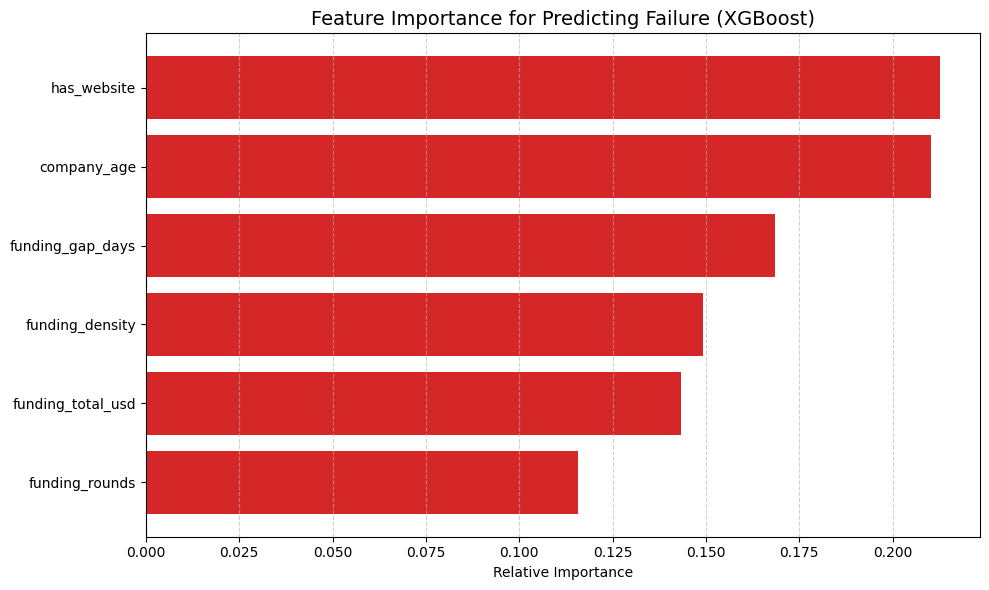 Feature Importance for Predicting Failure (XGBoost)
has_website
company_age
funding_gap_days
funding_density
funding_total_usd
funding_rounds
0.000 0.025 0.050 0.075 0.100 0.125 0.150 0.175 0.200
Relative Importance